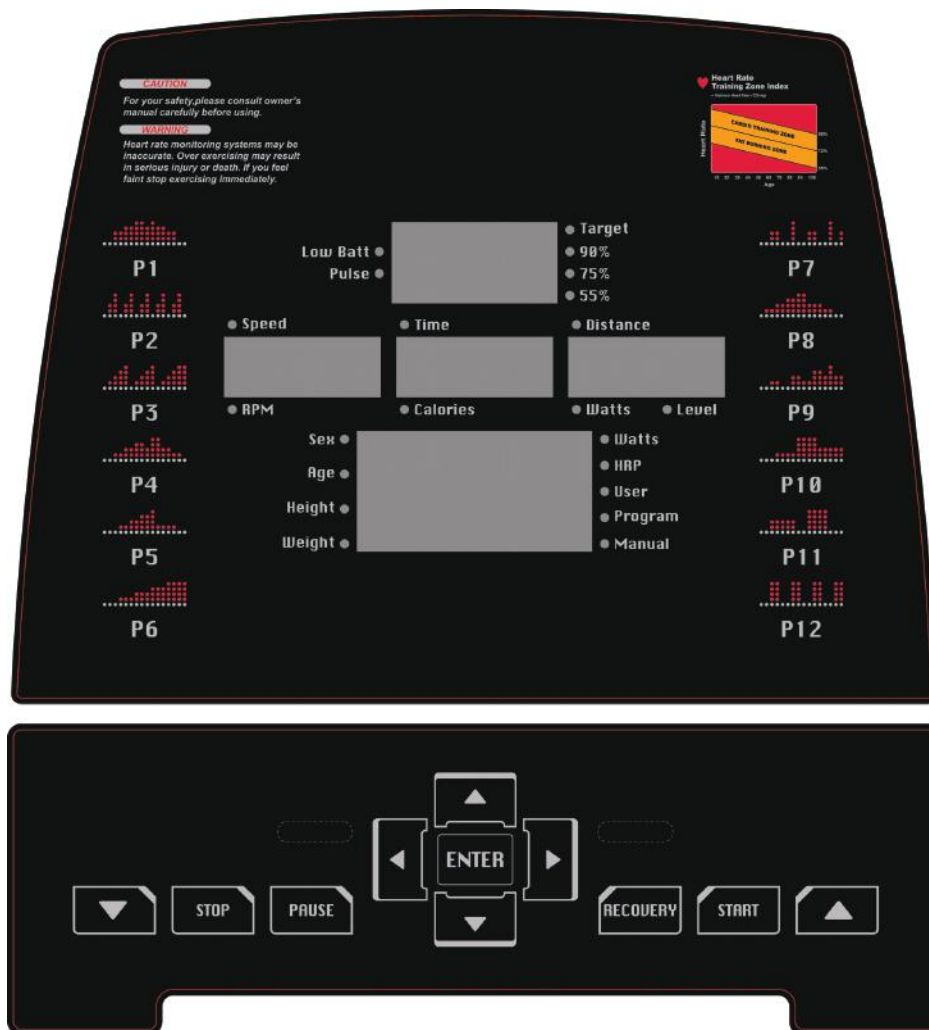 CAUTION
For your safety,please consult owner's
manual carefully before using.
WARNING
Heart rate monitoring systems may be
inaccurate. Over exercising may result
in serious injury or death. If you feel
faint stop exercising immediately.
Heart Rate
Training Zone Index
Heart Rate
CARDIO TRAINING ZONE
FAT BURNING ZONE
Age
P1
P2
P3
P4
P5
P6
Low Batt
Pulse
Target
90%
75%
55%
Speed
Time
Distance
RPM
Calories
Watts
Level
Sex
Age
Height
Weight
Watts
HRP
User
Program
Manual
P7
P8
P9
P10
P11
P12
ENTER
STOP
PAUSE
RECOVERY
START